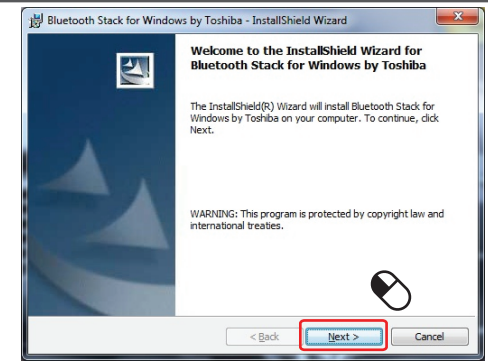 Bluetooth Stack for Windows by Toshiba - InstallShield Wizard
Welcome to the InstallShield Wizard for
Bluetooth Stack for Windows by Toshiba
The InstallShield(R) Wizard will install Bluetooth Stack for
Windows by Toshiba on your computer. To continue, click
Next.
WARNING: This program is protected by copyright law and
international treaties.
< Back Next > Cancel